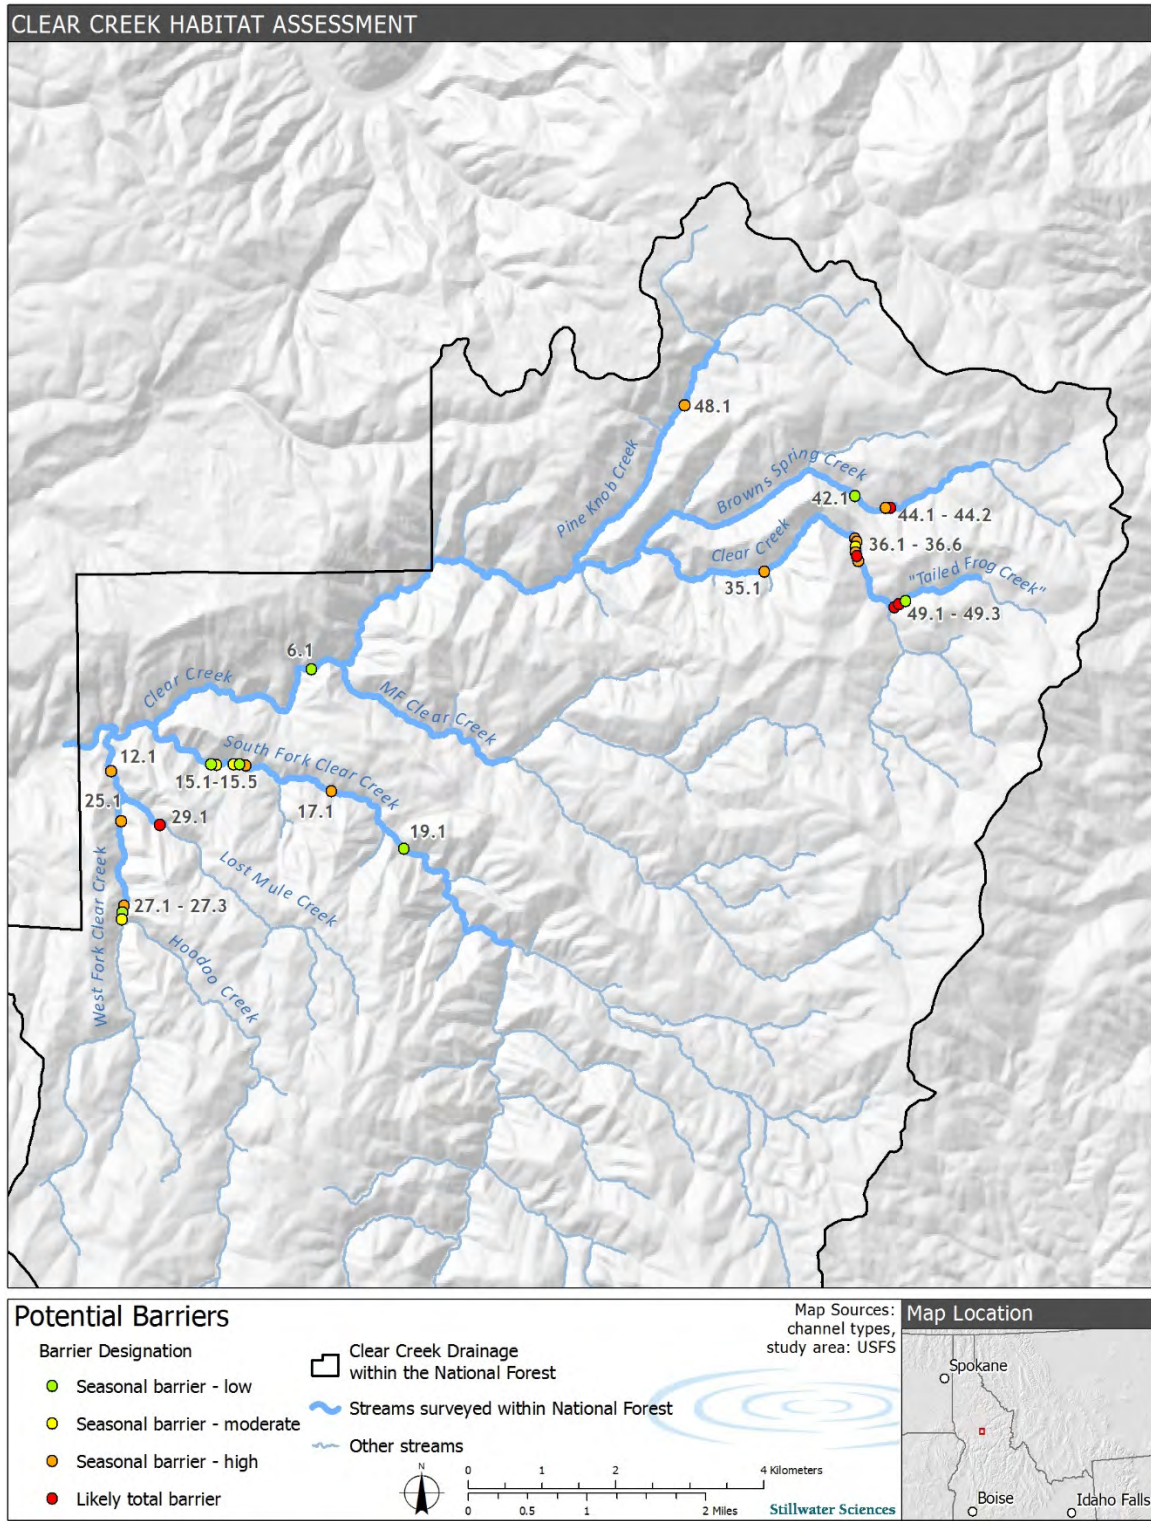 CLEAR CREEK HABITAT ASSESSMENT
48.1
Pine Knob Creek
Browns Spring Creek
42.1
44.1 - 44.2
Clear Creek
36.1 - 36.6
35.1
"Tailed Frog Creek"
49.1 - 49.3
6.1
Clear Creek
MF Clear Creek
South Fork Clear Creek
12.1
15.1-15.5
17.1
25.1
29.1
19.1
Lost Mule Creek
27.1 - 27.3
West Fork Clear Creek
Hoodoo Creek
Potential Barriers
Barrier Designation
Seasonal barrier - low
Seasonal barrier - moderate
Seasonal barrier - high
Likely total barrier
Clear Creek Drainage
within the National Forest
Streams surveyed within National Forest
Other streams
N
0 1 2 4 Kilometers
0 0.5 1 2 Miles
Map Sources:
channel types,
study area: USFS
Stillwater Sciences
Map Location
Spokane
Boise
Idaho Falls